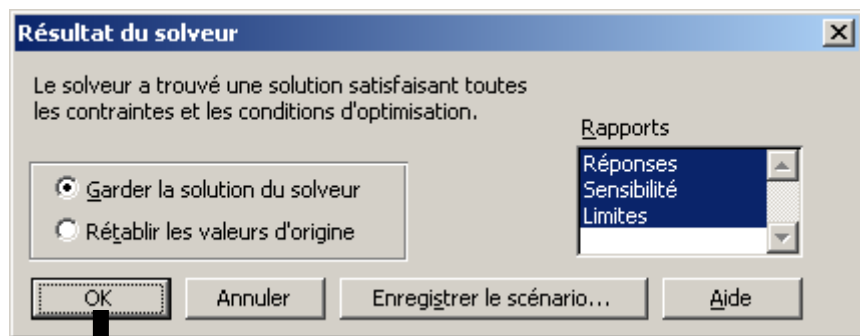 Résultat du solveur
Le solveur a trouvé une solution satisfaisant toutes
les contraintes et les conditions d'optimisation.
Rapports
Réponses
Sensibilité
Limites
Garder la solution du solveur
Rétablir les valeurs d'origine
OK
Annuler
Enregistrer le scénario...
Aide